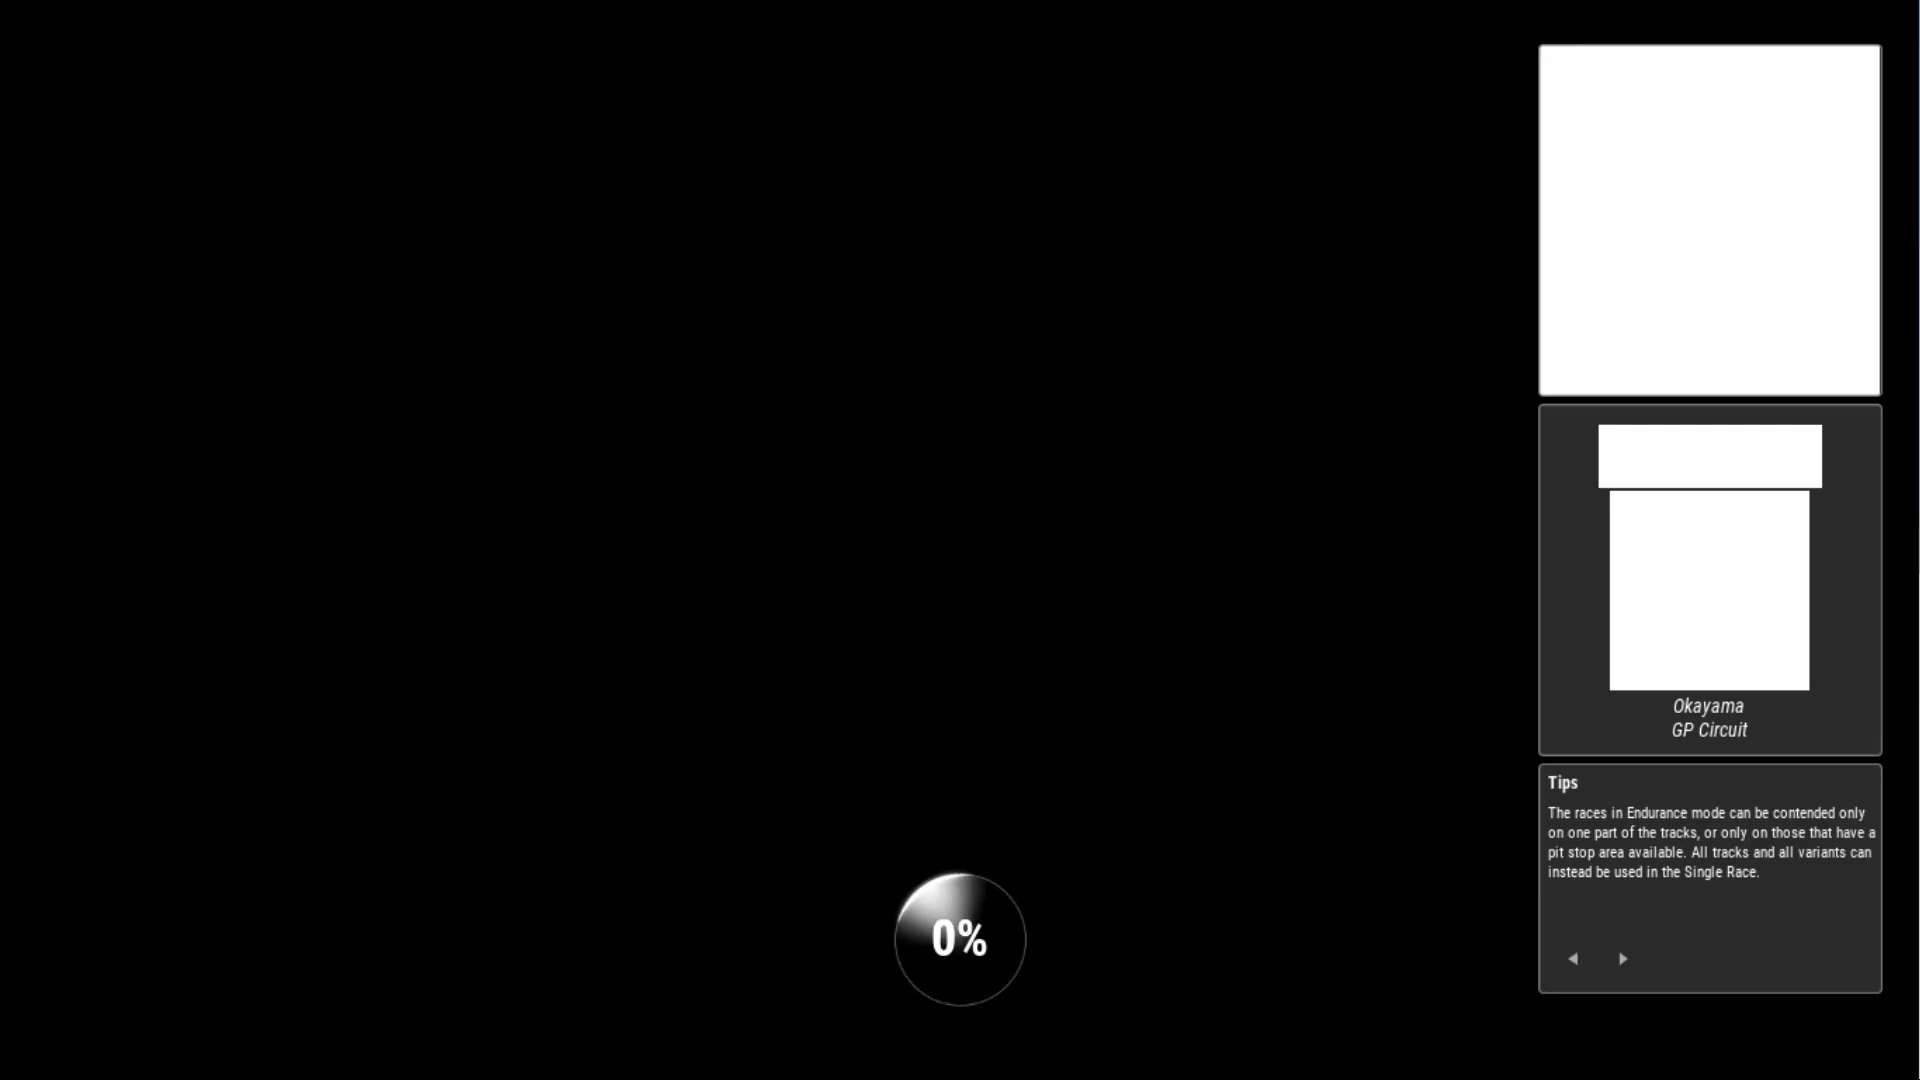 Okayama
GP Circuit
Tips
The races in Endurance mode can be contended only
on one part of the tracks, or only on those that have a
pit stop area available. All tracks and all variants can
instead be used in the Single Race.
0%